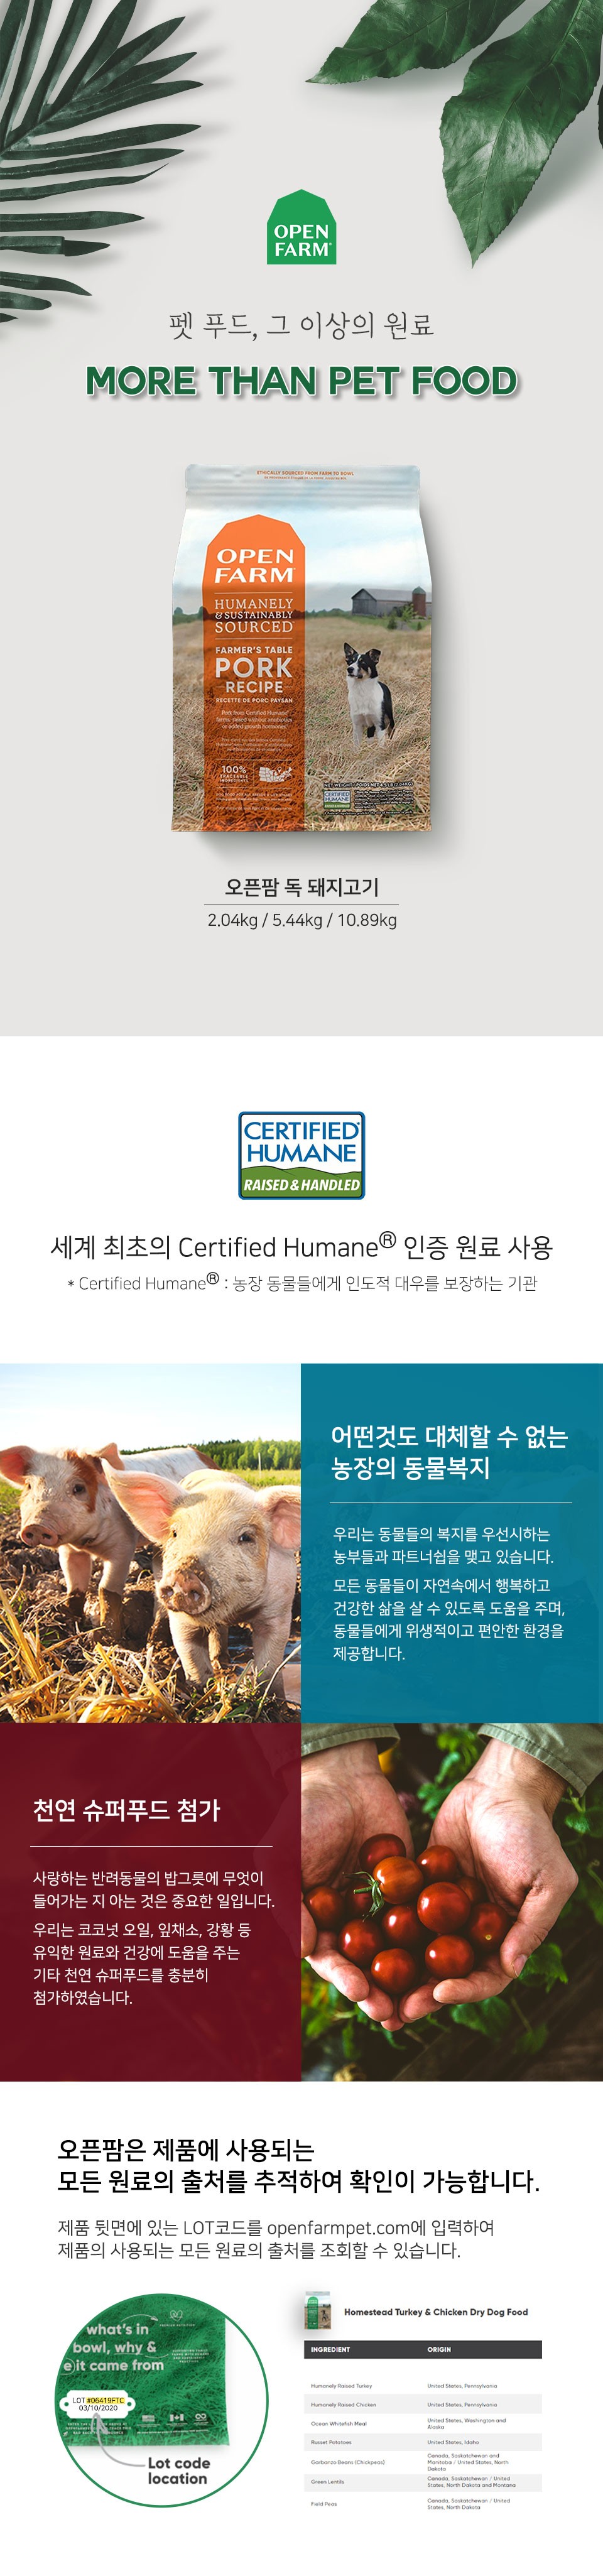 OPEN
FARM
펫 푸드, 그 이상의 원료
MORE THAN PET FOOD
ETHICALLY SOURCED FROM FARM TO BOWL
OPEN
FARM
HUMANELY
& SUSTAINABLY
SOURCED
FARMER'S TABLE
PORK
RECIPE
RECETTE DE PORC PAYSAN
100%
TRACEABLE
INGREDIENTS
CERTIFIED
HUMANE
오픈팜 독 돼지고기
2.04kg / 5.44kg / 10.89kg
CERTIFIED
HUMANE
RAISED & HANDLED
세계 최초의 Certified Humane® 인증 원료 사용
* Certified Humane® : 농장 동물들에게 인도적 대우를 보장하는 기관
어떤것도 대체할 수 없는
농장의 동물복지
우리는 동물들의 복지를 우선시하는
농부들과 파트너쉽을 맺고 있습니다.
모든 동물들이 자연속에서 행복하고
건강한 삶을 살 수 있도록 도움을 주며,
동물들에게 위생적이고 편안한 환경을
제공합니다.
천연 슈퍼푸드 첨가
사랑하는 반려동물의 밥그릇에 무엇이
들어가는 지 아는 것은 중요한 일입니다.
우리는 코코넛 오일, 잎채소, 강황 등
유익한 원료와 건강에 도움을 주는
기타 천연 슈퍼푸드를 충분히
첨가하였습니다.
오픈팜은 제품에 사용되는
모든 원료의 출처를 추적하여 확인이 가능합니다.
제품 뒷면에 있는 LOT코드를 openfarmpet.com에 입력하여
제품의 사용되는 모든 원료의 출처를 조회할 수 있습니다.
what's in
bowl, why &
e it came from
LOT #06419FTC
03/10/2020
Lot code
location
Homestead Turkey & Chicken Dry Dog Food
INGREDIENT ORIGIN
Humanely Raised Turkey United States, Pennsylvania
Humanely Raised Chicken United States, Pennsylvania
Ocean Whitefish Meal United States, Washington and
Alaska
Russet Potatoes United States, Idaho
Garbanzo Beans (Chickpeas) Canada, Saskatchewan and
Manitoba / United States, North
Dakota
Green Lentils Canada, Saskatchewan / United
States, North Dakota and Montana
Field Peas Canada, Saskatchewan / United
States, North Dakota